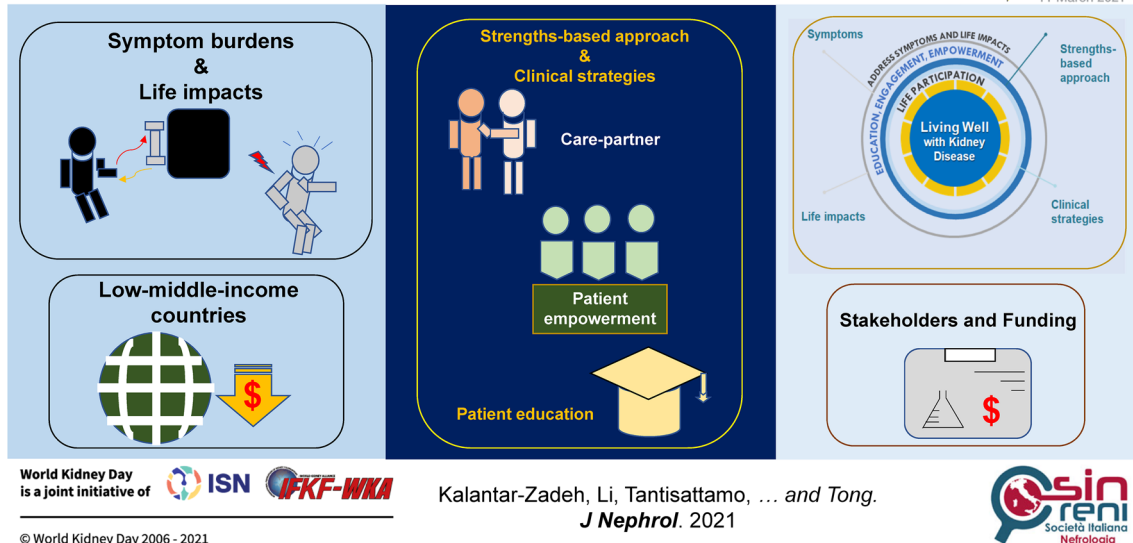 11 March 2021
Symptom burdens
&
Life impacts
Low-middle-income
countries
$
Strengths-based approach
&
Clinical strategies
Care-partner
Patient
empowerment
Patient education
Symptoms
Strengths-
based
approach
ADDRESS SYMPTOMS AND LIFE IMPACTS
EDUCATION, ENGAGEMENT, EMPOWERMENT
LIFE PARTICIPATION
Living Well
with Kidney
Disease
Life impacts
Clinical
strategies
Stakeholders and Funding
$
World Kidney Day
is a joint initiative of
ISN
IFKF-WKA
© World Kidney Day 2006 - 2021
Kalantar-Zadeh, Li, Tantisattamo, … and Tong.
J Nephrol. 2021
sin
reni
Società Italiana
Nefrologia